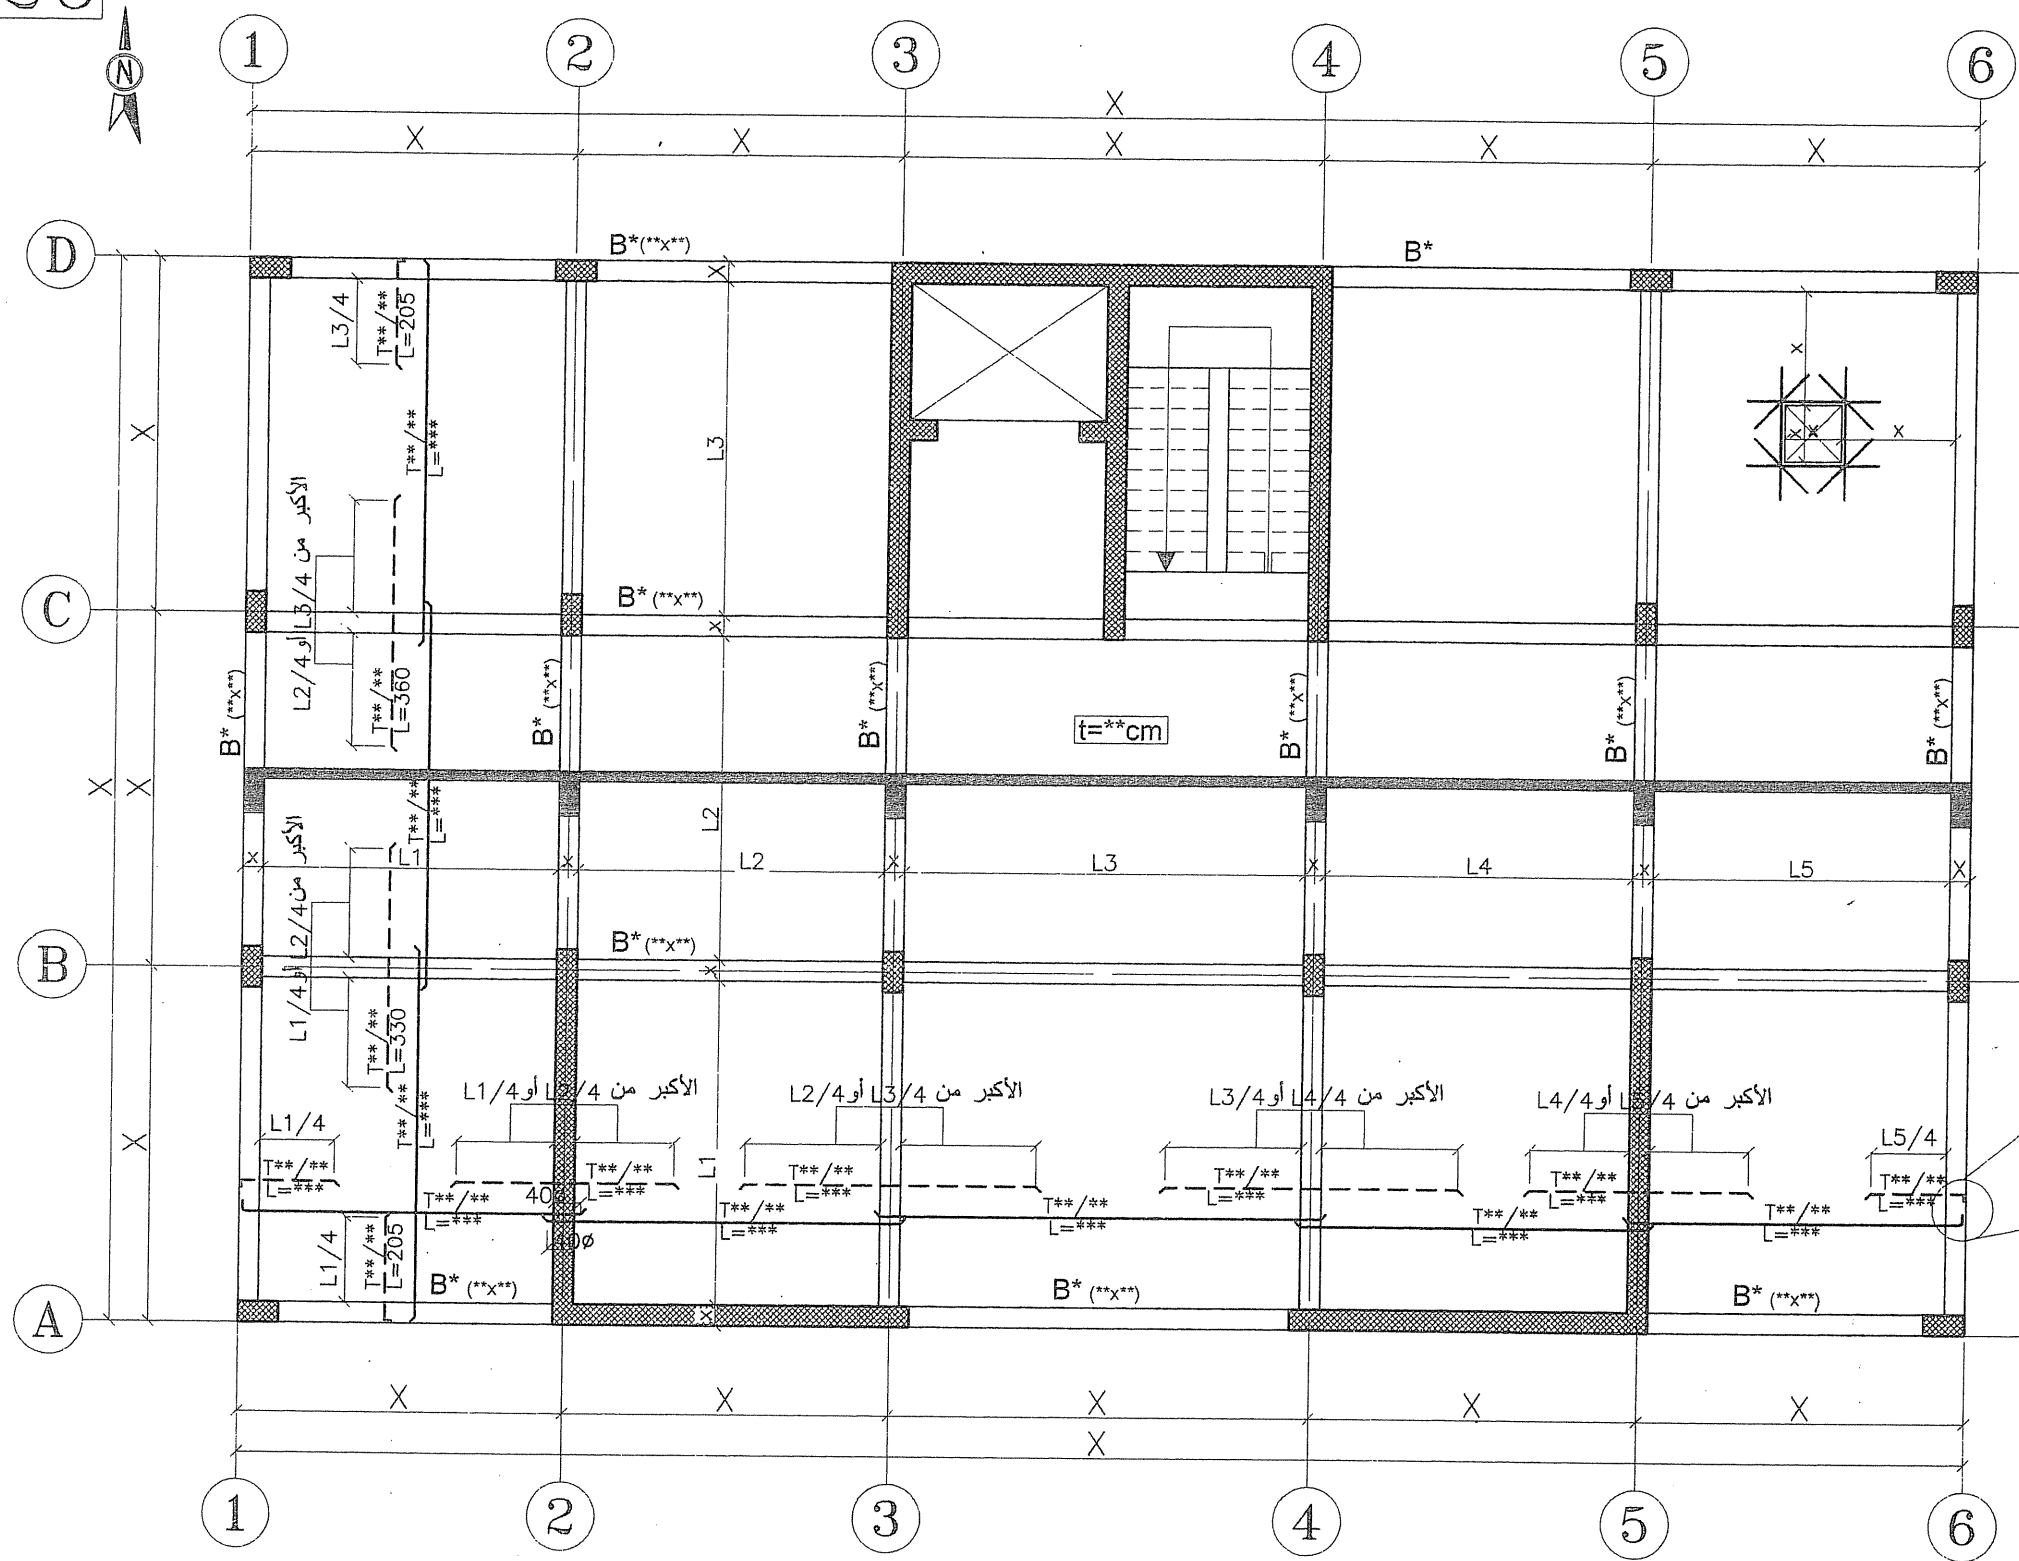 N
1 2 3 4 5 6
X
X X X X X
D
B* (**x**)
B*
X
L3/4
T**/**
L=205
x
X
T**/**
L=***
L3
x x x
الأكبر من L3/4 أو L2/4
C
B* (**x**)
x
T**/**
L=360
B* (**x**)
B* (**x**)
B* (**x**)
B* (**x**)
B* (**x**)
B* (**x**)
t=**cm
X X
T**/**
L=***
L2
الأكبر من L2/4 أو L1/4
x L1 x L2 x L3 x L4 x L5 X
B
B* (**x**)
x
T**/**
L=330
T**/**
L=***
الأكبر من L2/4 أو L1/4
الأكبر من L3/4 أو L2/4
الأكبر من L4/4 أو L3/4
الأكبر من L5/4 أو L4/4
X
L1/4
L1
L5/4
T**/**
L=***
T**/**
L=***
T**/**
L=***
T**/**
L=***
T**/**
L=***
T**/**
L=***
40ø
T**/**
L=***
T**/**
L=***
T**/**
L=***
T**/**
L=***
T**/**
L=***
40ø
L1/4
T**/**
L=205
B* (**x**)
B* (**x**)
B* (**x**)
x
A
X X X X X
X
1 2 3 4 5 6